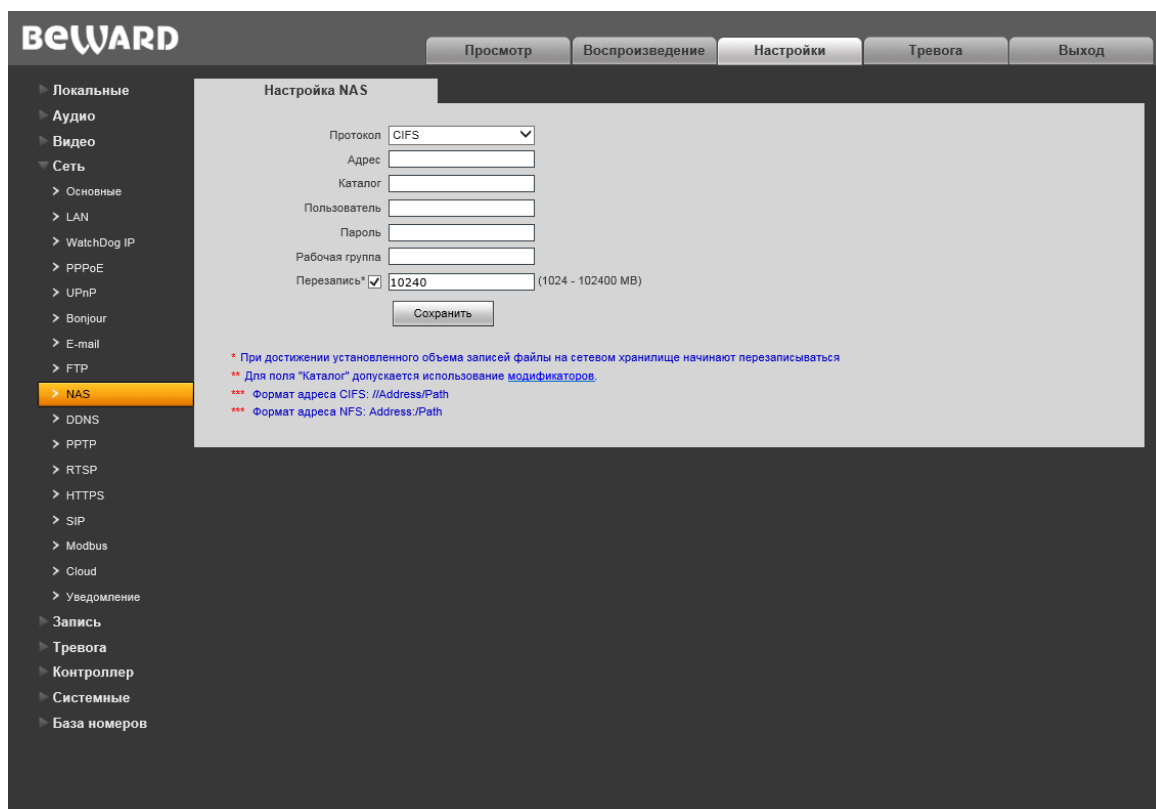 BEWARD
Просмотр Воспроизведение Настройки Тревога Выход
Локальные
Аудио
Видео
Сеть
Основные
LAN
WatchDog IP
PPPoE
UPnP
Bonjour
E-mail
FTP
NAS
DDNS
PPTP
RTSP
HTTPS
SIP
Modbus
Cloud
Уведомление
Запись
Тревога
Контроллер
Системные
База номеров
Настройка NAS
Протокол CIFS
Адрес
Каталог
Пользователь
Пароль
Рабочая группа
Перезапись* 10240 (1024 - 102400 MB)
Сохранить
* При достижении установленного объема записей файлы на сетевом хранилище начинают перезаписываться
** Для поля "Каталог" допускается использование модификаторов.
*** Формат адреса CIFS: //Address/Path
*** Формат адреса NFS: Address:/Path